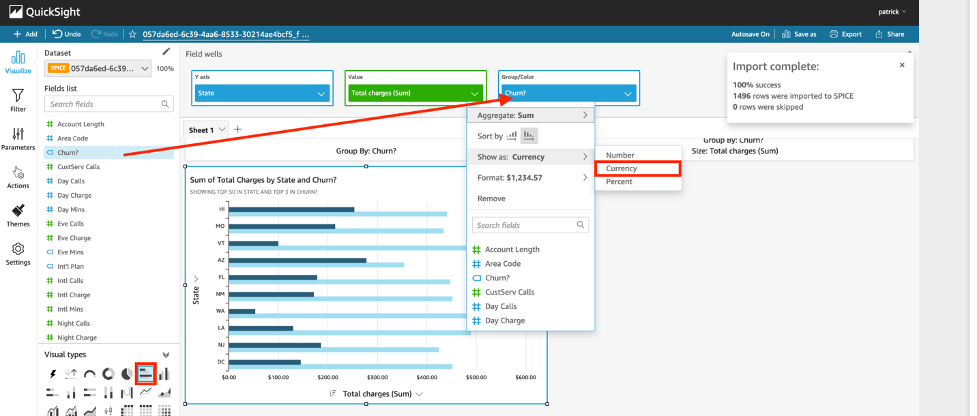 QuickSight
patrick
+ Add
Undo
Redo
057da6ed-6c39-4aa6-8533-30214ae4bcf5_f ...
Autosave On
Save as
Export
Share
Visualize
Filter
Parameters
Actions
Themes
Settings
Dataset
SPICE 057da6ed-6c39... 100%
Fields list
Search fields
Account Length
Area Code
Churn?
CustServ Calls
Day Calls
Day Charge
Day Mins
Eve Calls
Eve Charge
Eve Mins
Int'l Plan
Intl Calls
Intl Charge
Intl Mins
Night Calls
Night Charge
Visual types
Field wells
Y axis
State
Value
Total charges (Sum)
Group/Color
Churn?
Import complete:
100% success
1496 rows were imported to SPICE
0 rows were skipped
Sheet 1
Group By: Churn?
Group By: Churn?
Size: Total charges (Sum)
Sum of Total Charges by State and Churn?
SHOWING TOP 50 IN STATE AND TOP 3 IN CHURN?
State
HI
MO
VT
AZ
FL
NM
WA
LA
NJ
DC
$0.00
$100.00
$200.00
$300.00
$400.00
$500.00
$600.00
Total charges (Sum)
Aggregate: Sum
Sort by
Show as: Currency
Format: $1,234.57
Remove
Search fields
Account Length
Area Code
Churn?
CustServ Calls
Day Calls
Day Charge
Number
Currency
Percent